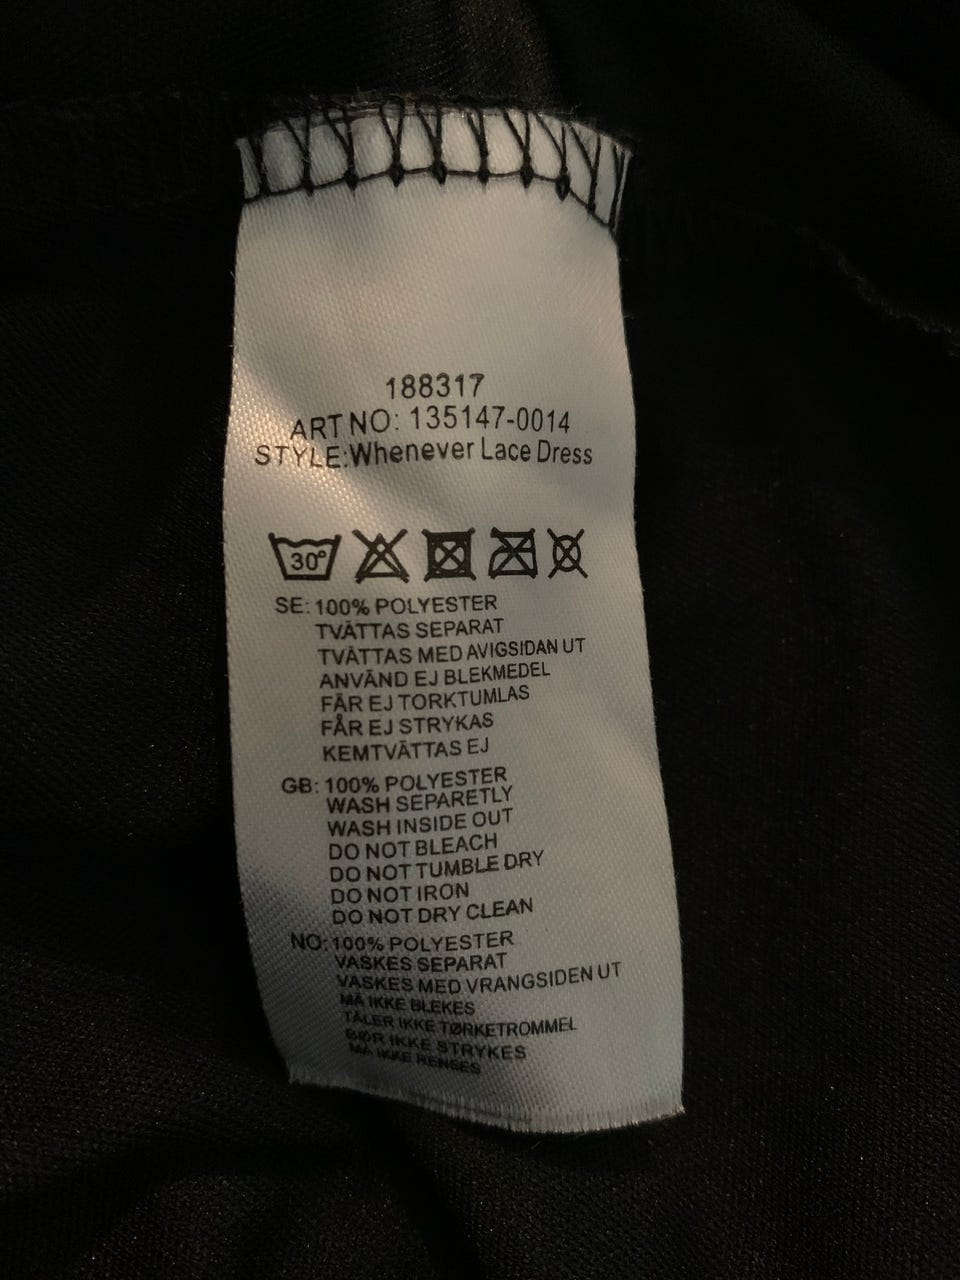 188317
ART NO: 135147-0014
STYLE:Whenever Lace Dress
30°
SE: 100% POLYESTER
TVÄTTAS SEPARAT
TVÄTTAS MED AVIGSIDAN UT
ANVÄND EJ BLEKMEDEL
FÄR EJ TORKTUMLAS
FÅR EJ STRYKAS
KEMTVÄTTAS EJ
GB: 100% POLYESTER
WASH SEPARETLY
WASH INSIDE OUT
DO NOT BLEACH
DO NOT TUMBLE DRY
DO NOT IRON
DO NOT DRY CLEAN
NO: 100% POLYESTER
VASKES SEPARAT
VASKES MED VRANGSIDEN UT
MÅ IKKE BLEKES
TÅLER IKKE TØRKETROMMEL
BØR IKKE STRYKES
MÅ IKKE RENSES